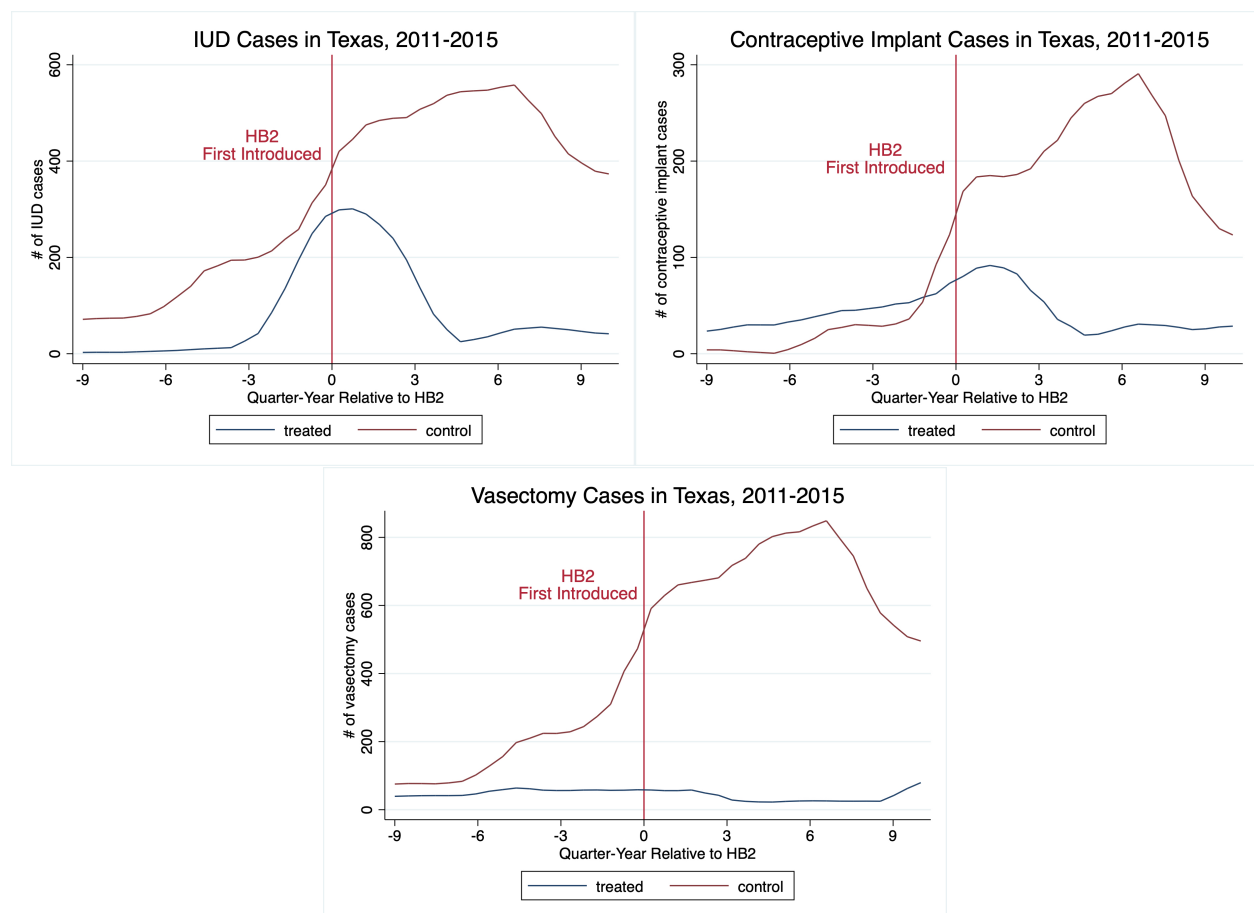 IUD Cases in Texas, 2011-2015
# of IUD cases
600
400
200
0
HB2
First Introduced
-9 -6 -3 0 3 6 9
Quarter-Year Relative to HB2
treated control
Contraceptive Implant Cases in Texas, 2011-2015
# of contraceptive implant cases
300
200
100
0
HB2
First Introduced
-9 -6 -3 0 3 6 9
Quarter-Year Relative to HB2
treated control
Vasectomy Cases in Texas, 2011-2015
# of vasectomy cases
800
600
400
200
0
HB2
First Introduced
-9 -6 -3 0 3 6 9
Quarter-Year Relative to HB2
treated control